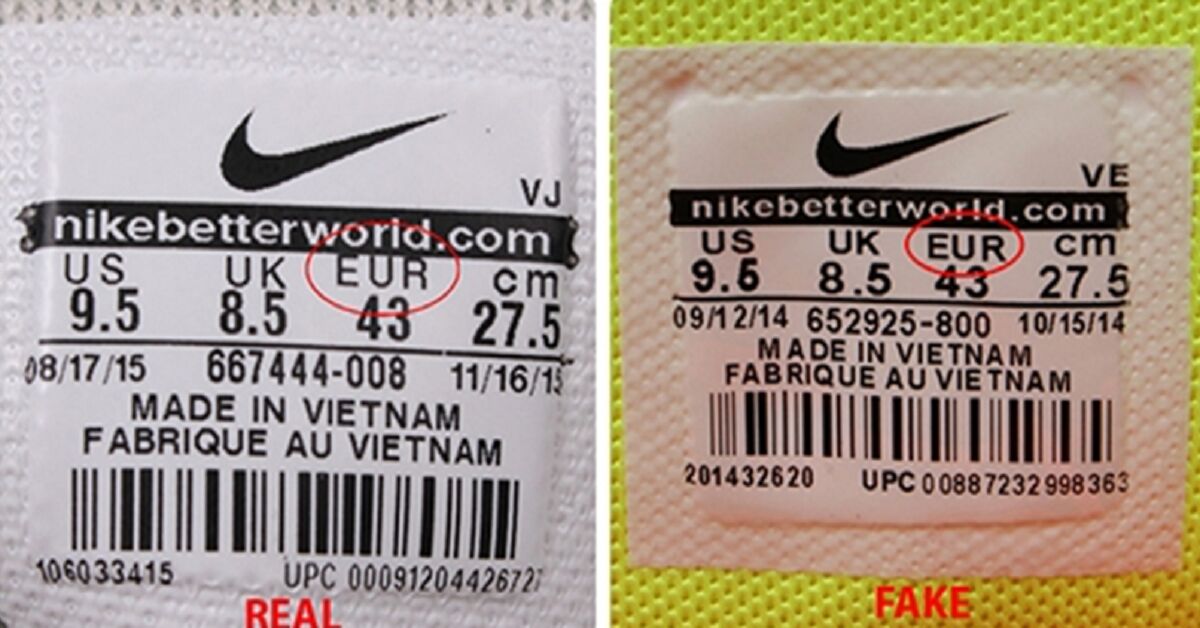 VJ
nikebetterworld.com
US UK EUR cm
9.5 8.5 43 27.5
08/17/15 667444-008 11/16/15
MADE IN VIETNAM
FABRIQUE AU VIETNAM
106033415 UPC 00091204426727
REAL
VE
nikebetterworld.com
US UK EUR cm
9.5 8.5 43 27.5
09/12/14 652925-800 10/15/14
MADE IN VIETNAM
FABRIQUE AU VIETNAM
201432620 UPC 00887232998363
FAKE